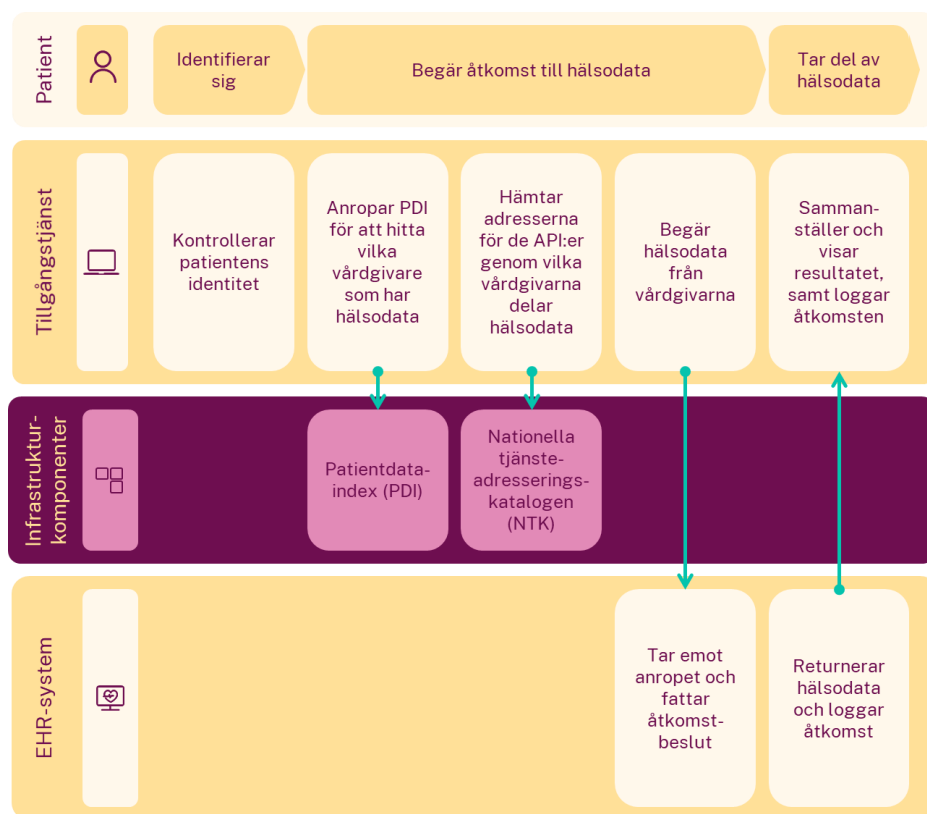 Patient
Identifierar
sig
Begär åtkomst till hälsodata
Tar del av
hälsodata
Tillgångstjänst
Kontrollerar
patientens
identitet
Anropar PDI
för att hitta
vilka
vårdgivare
som har
hälsodata
Hämtar
adresserna
för de API:er
genom vilka
vårdgivarna
delar
hälsodata
Begär
hälsodata
från
vårdgivarna
Samman-
ställer och
visar
resultatet,
samt loggar
åtkomsten
Infrastruktur-
komponenter
Patientdata-
index (PDI)
Nationella
tjänste-
adresserings-
katalogen
(NTK)
EHR-system
Tar emot
anropet och
fattar
åtkomst-
beslut
Returnerar
hälsodata
och loggar
åtkomst